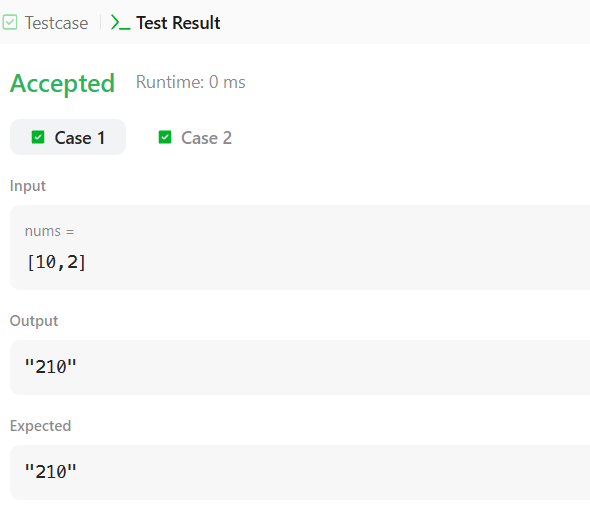 Testcase Test Result
Accepted Runtime: 0 ms
Case 1 Case 2
Input
nums =
[10,2]
Output
"210"
Expected
"210"